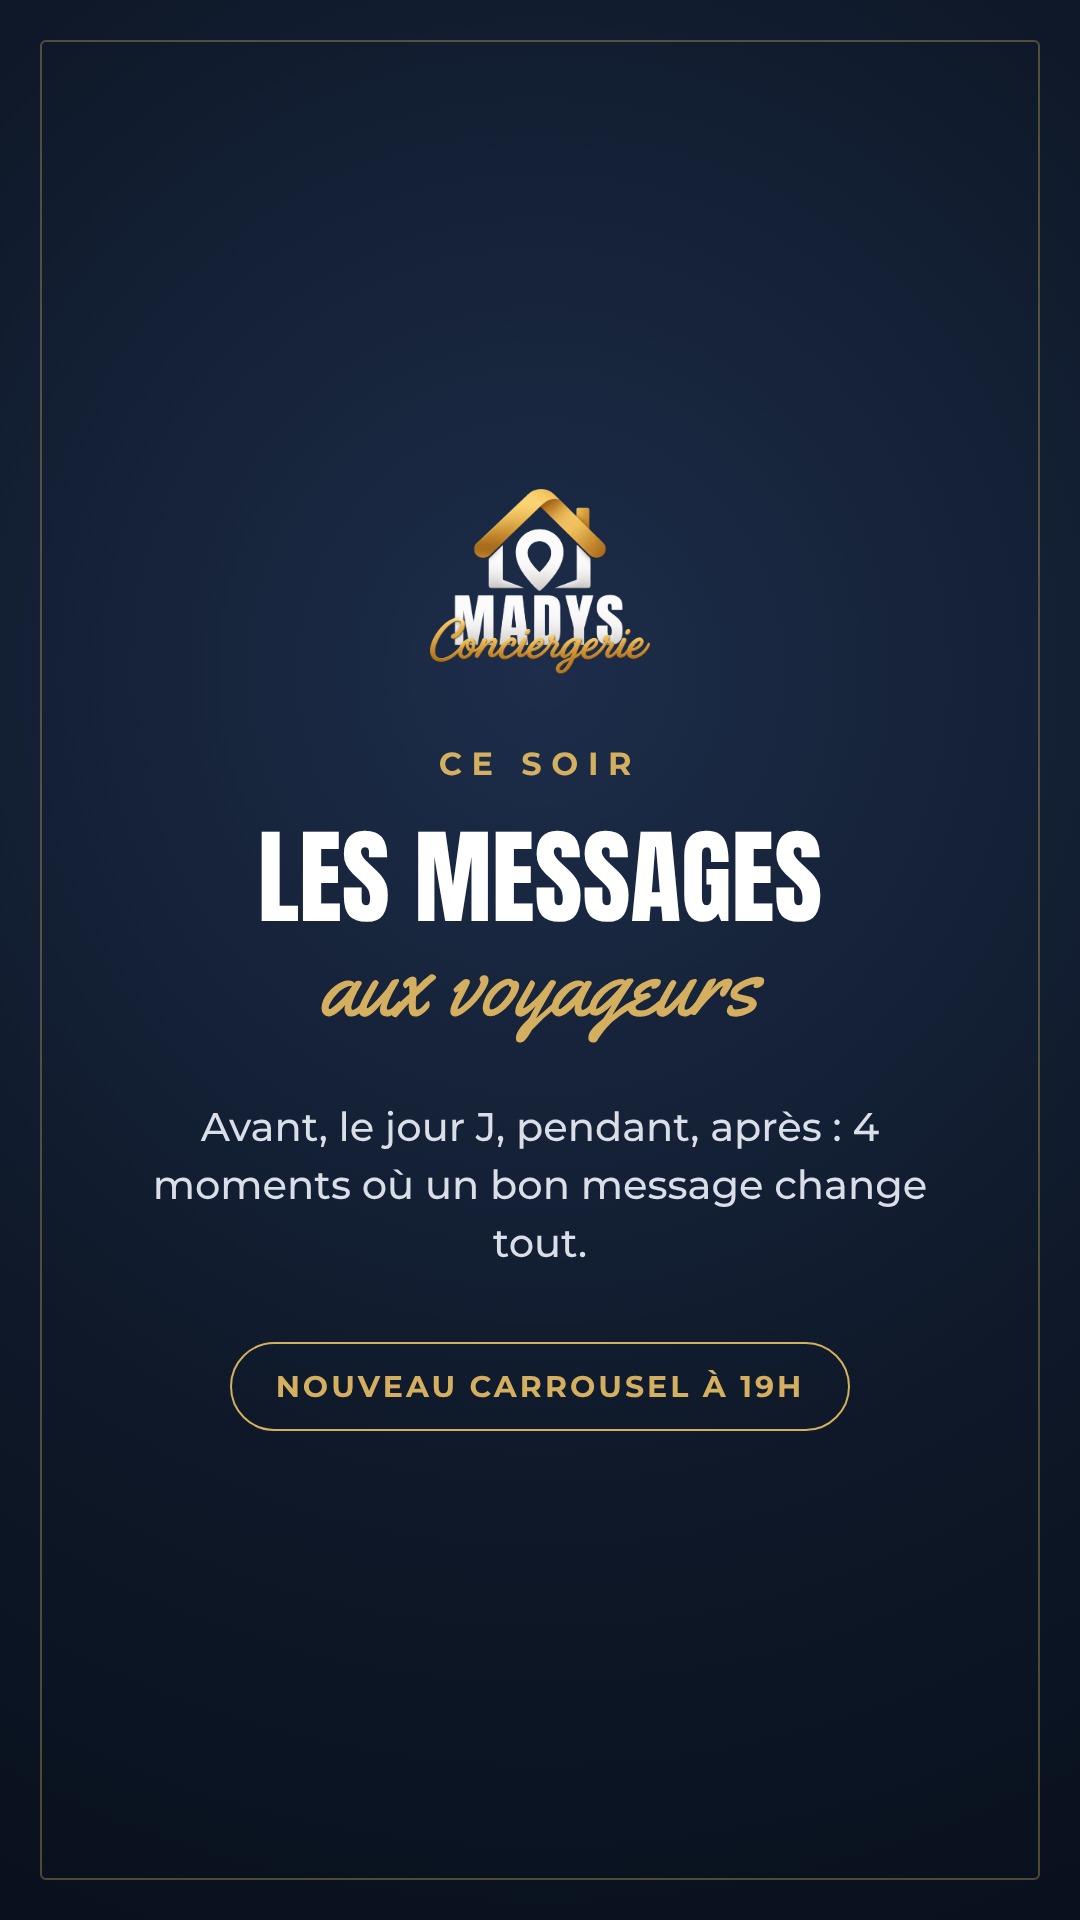 MADYS
Conciergerie
CE SOIR
LES MESSAGES
aux voyageurs
Avant, le jour J, pendant, après : 4
moments où un bon message change
tout.
NOUVEAU CARROUSEL À 19H